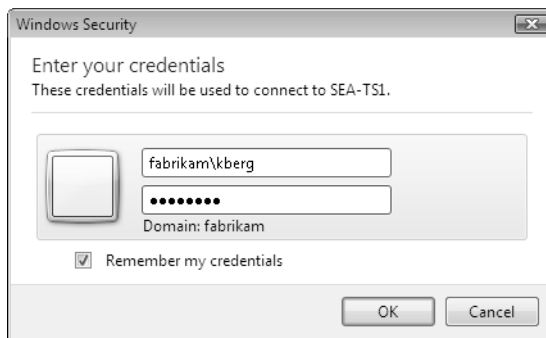 Windows Security
Enter your credentials
These credentials will be used to connect to SEA-TS1.
fabrikam\kberg
●●●●●●●●
Domain: fabrikam
Remember my credentials
OK Cancel